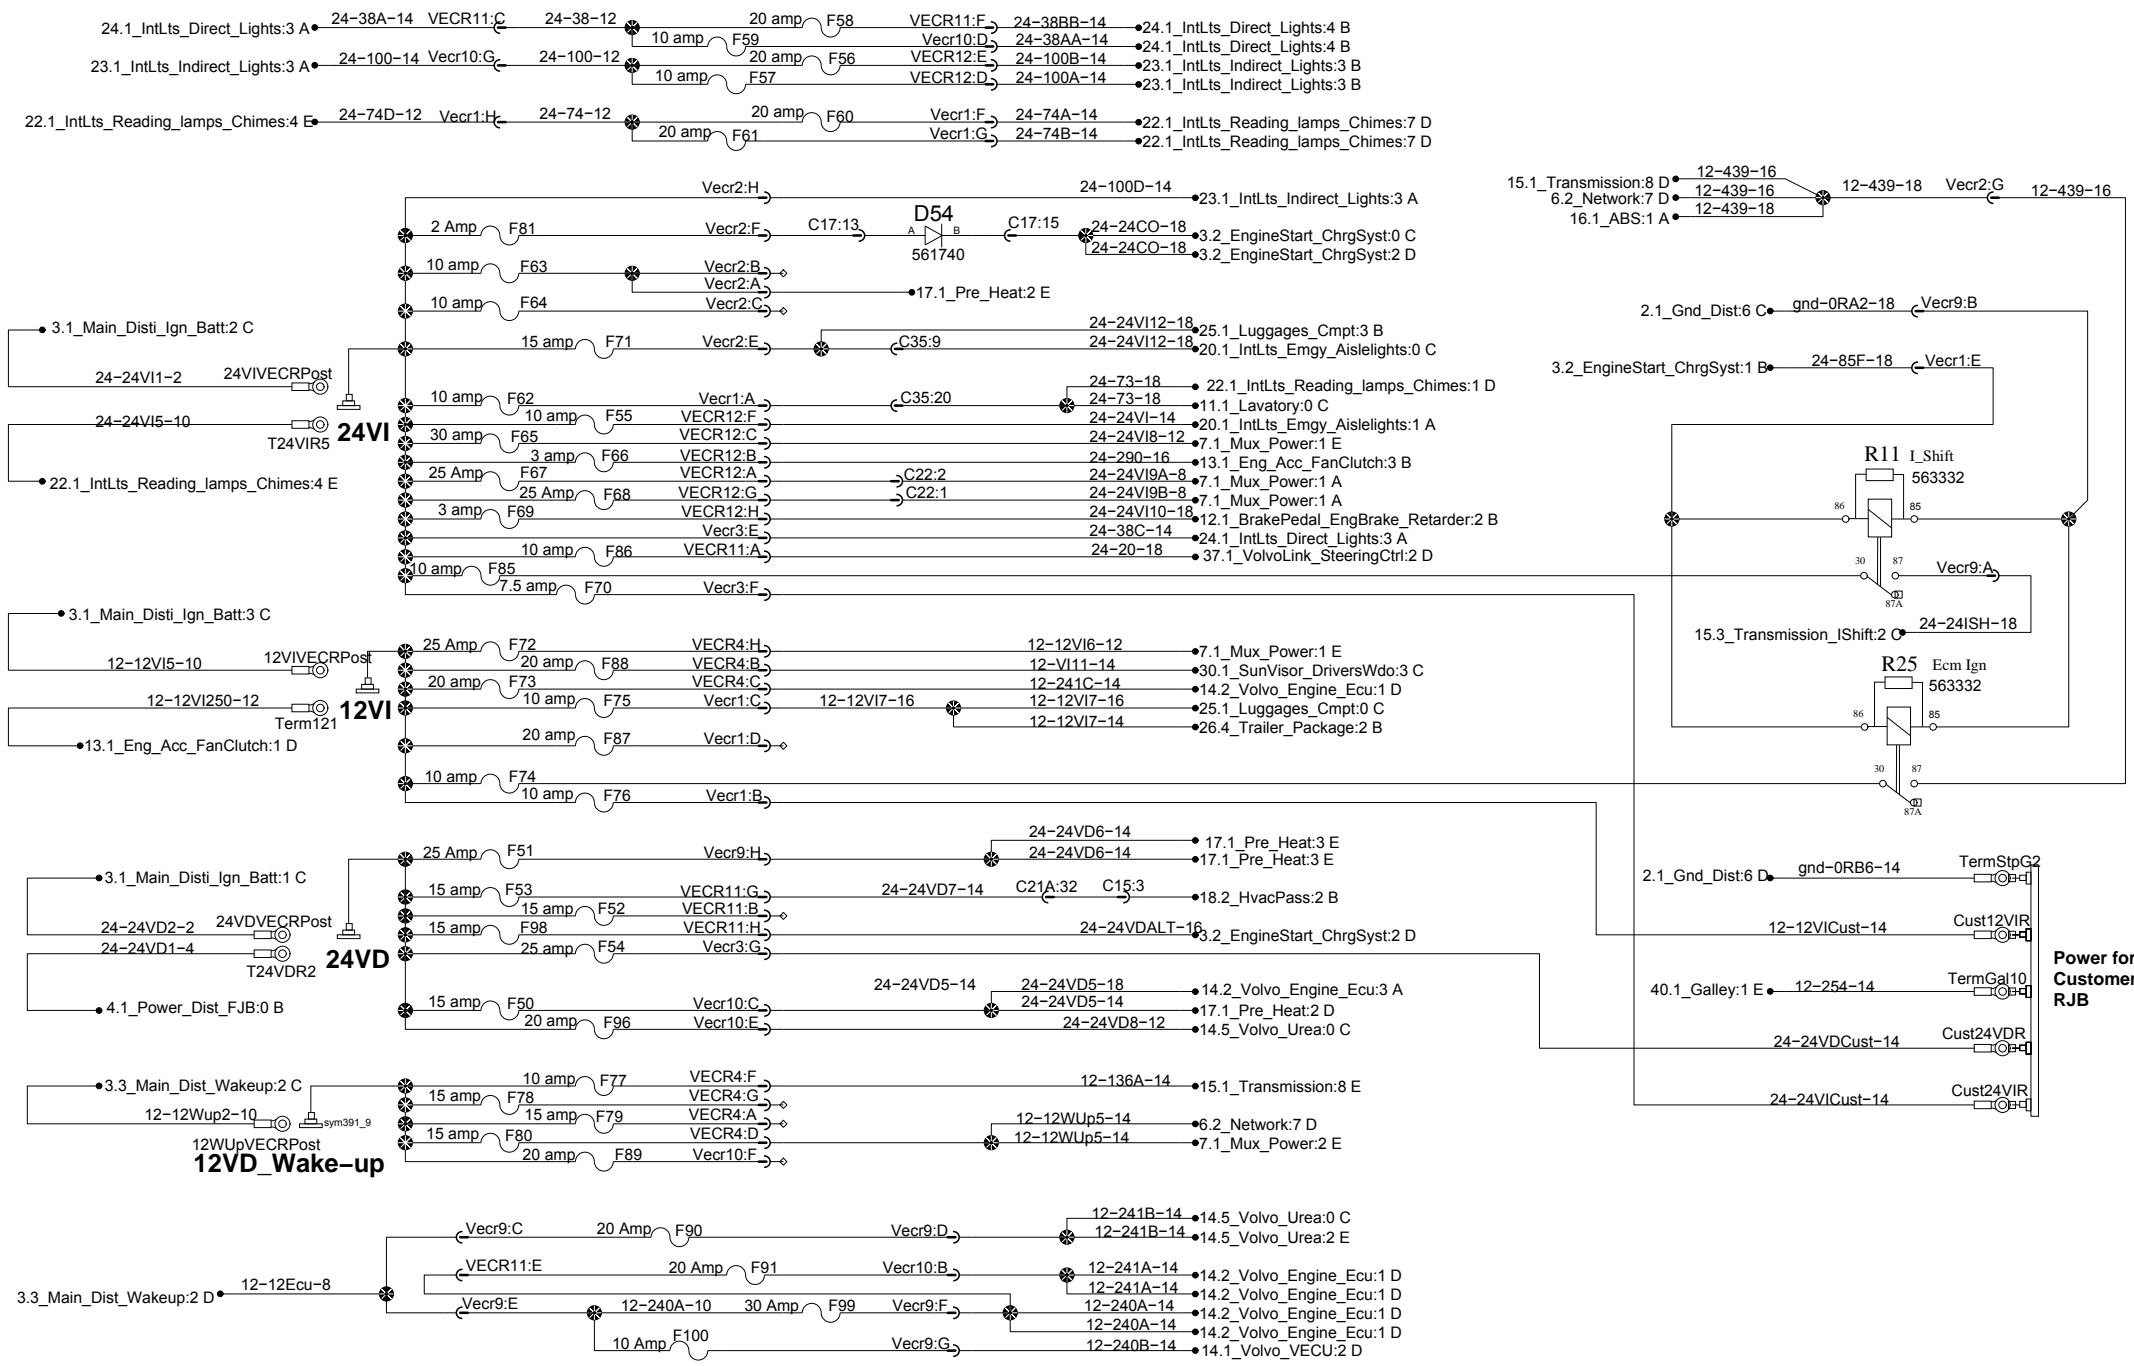 24.1_IntLts_Direct_Lights:3 A 24-38A-14 VECR11:C 24-38-12 20 amp F58 VECR11:F 24-38BB-14 24.1_IntLts_Direct_Lights:4 B
10 amp F59 Vecr10:D 24-38AA-14 24.1_IntLts_Direct_Lights:4 B
23.1_IntLts_Indirect_Lights:3 A 24-100-14 Vecr10:G 24-100-12 20 amp F56 VECR12:E 24-100B-14 23.1_IntLts_Indirect_Lights:3 B
10 amp F57 VECR12:D 24-100A-14 23.1_IntLts_Indirect_Lights:3 B
22.1_IntLts_Reading_lamps_Chimes:4 E 24-74D-12 Vecr1:H 24-74-12 20 amp F60 Vecr1:F 24-74A-14 22.1_IntLts_Reading_lamps_Chimes:7 D
20 amp F61 Vecr1:G 24-74B-14 22.1_IntLts_Reading_lamps_Chimes:7 D
Vecr2:H 24-100D-14 23.1_IntLts_Indirect_Lights:3 A
2 Amp F81 Vecr2:F C17:13 D54 A B 561740 C17:15 24-24CO-18 3.2_EngineStart_ChrgSyst:0 C
24-24CO-18 3.2_EngineStart_ChrgSyst:2 D
10 amp F63 Vecr2:B
Vecr2:A 17.1_Pre_Heat:2 E
10 amp F64 Vecr2:C
3.1_Main_Disti_Ign_Batt:2 C
24-24VI12-18 25.1_Luggages_Cmpt:3 B
15 amp F71 Vecr2:E C35:9 24-24VI12-18 20.1_IntLts_Emgy_Aislelights:0 C
24-24VI1-2 24VIVECRPost
24-24VI5-10 T24VIR5
24VI
22.1_IntLts_Reading_lamps_Chimes:4 E
24-73-18 22.1_IntLts_Reading_lamps_Chimes:1 D
10 amp F62 Vecr1:A C35:20 24-73-18 11.1_Lavatory:0 C
10 amp F55 VECR12:F 24-24VI-14 20.1_IntLts_Emgy_Aislelights:1 A
30 amp F65 VECR12:C 24-24VI8-12 7.1_Mux_Power:1 E
3 amp F66 VECR12:B 24-290-16 13.1_Eng_Acc_FanClutch:3 B
25 Amp F67 VECR12:A C22:2 24-24VI9A-8 7.1_Mux_Power:1 A
25 Amp F68 VECR12:G C22:1 24-24VI9B-8 7.1_Mux_Power:1 A
3 amp F69 VECR12:H 24-24VI10-18 12.1_BrakePedal_EngBrake_Retarder:2 B
Vecr3:E 24-38C-14 24.1_IntLts_Direct_Lights:3 A
10 amp F86 VECR11:A 24-20-18 37.1_VolvoLink_SteeringCtrl:2 D
10 amp F85
7.5 amp F70 Vecr3:F
15.1_Transmission:8 D 12-439-16
6.2_Network:7 D 12-439-16 12-439-18 Vecr2:G 12-439-16
16.1_ABS:1 A 12-439-18
2.1_Gnd_Dist:6 C gnd-0RA2-18 Vecr9:B
3.2_EngineStart_ChrgSyst:1 B 24-85F-18 Vecr1:E
R11 I_Shift
563332
86 85
30 87 Vecr9:A
87A
15.3_Transmission_IShift:2 C 24-24ISH-18
R25 Ecm Ign
563332
86 85
30 87
87A
3.1_Main_Disti_Ign_Batt:3 C
12-12VI5-10 12VIVECRPost
12-12VI250-12 Term121
12VI
13.1_Eng_Acc_FanClutch:1 D
25 Amp F72 VECR4:H 12-12VI6-12 7.1_Mux_Power:1 E
20 amp F88 VECR4:B 12-VI11-14 30.1_SunVisor_DriversWdo:3 C
20 amp F73 VECR4:C 12-241C-14 14.2_Volvo_Engine_Ecu:1 D
10 amp F75 Vecr1:C 12-12VI7-16 12-12VI7-16 25.1_Luggages_Cmpt:0 C
12-12VI7-14 26.4_Trailer_Package:2 B
20 amp F87 Vecr1:D
10 amp F74
10 amp F76 Vecr1:B
3.1_Main_Disti_Ign_Batt:1 C
24-24VD2-2 24VDVECRPost
24-24VD1-4 T24VDR2
24VD
4.1_Power_Dist_FJB:0 B
24-24VD6-14 17.1_Pre_Heat:3 E
25 Amp F51 Vecr9:H 24-24VD6-14 17.1_Pre_Heat:3 E
15 amp F53 VECR11:G 24-24VD7-14 C21A:32 C15:3 18.2_HvacPass:2 B
15 amp F52 VECR11:B
15 amp F98 VECR11:H 24-24VDALT-16 3.2_EngineStart_ChrgSyst:2 D
25 amp F54 Vecr3:G
24-24VD5-14 24-24VD5-18 14.2_Volvo_Engine_Ecu:3 A
15 amp F50 Vecr10:C 24-24VD5-14 17.1_Pre_Heat:2 D
20 amp F96 Vecr10:E 24-24VD8-12 14.5_Volvo_Urea:0 C
2.1_Gnd_Dist:6 D gnd-0RB6-14 TermStpG2
12-12VICust-14 Cust12VIR
40.1_Galley:1 E 12-254-14 TermGal10
24-24VDCust-14 Cust24VDR
24-24VICust-14 Cust24VIR
Power for
Customer
RJB
3.3_Main_Dist_Wakeup:2 C
12-12Wup2-10 sym391_9
12WUpVECRPost
12VD_Wake-up
10 amp F77 VECR4:F 12-136A-14 15.1_Transmission:8 E
15 amp F78 VECR4:G
15 amp F79 VECR4:A 12-12WUp5-14 6.2_Network:7 D
15 amp F80 VECR4:D 12-12WUp5-14 7.1_Mux_Power:2 E
20 amp F89 Vecr10:F
12-241B-14 14.5_Volvo_Urea:0 C
Vecr9:C 20 Amp F90 Vecr9:D 12-241B-14 14.5_Volvo_Urea:2 E
VECR11:E 20 Amp F91 Vecr10:B 12-241A-14 14.2_Volvo_Engine_Ecu:1 D
3.3_Main_Dist_Wakeup:2 D 12-12Ecu-8 12-241A-14 14.2_Volvo_Engine_Ecu:1 D
Vecr9:E 12-240A-10 30 Amp F99 Vecr9:F 12-240A-14 14.2_Volvo_Engine_Ecu:1 D
12-240A-14 14.2_Volvo_Engine_Ecu:1 D
10 Amp F100 Vecr9:G 12-240B-14 14.1_Volvo_VECU:2 D